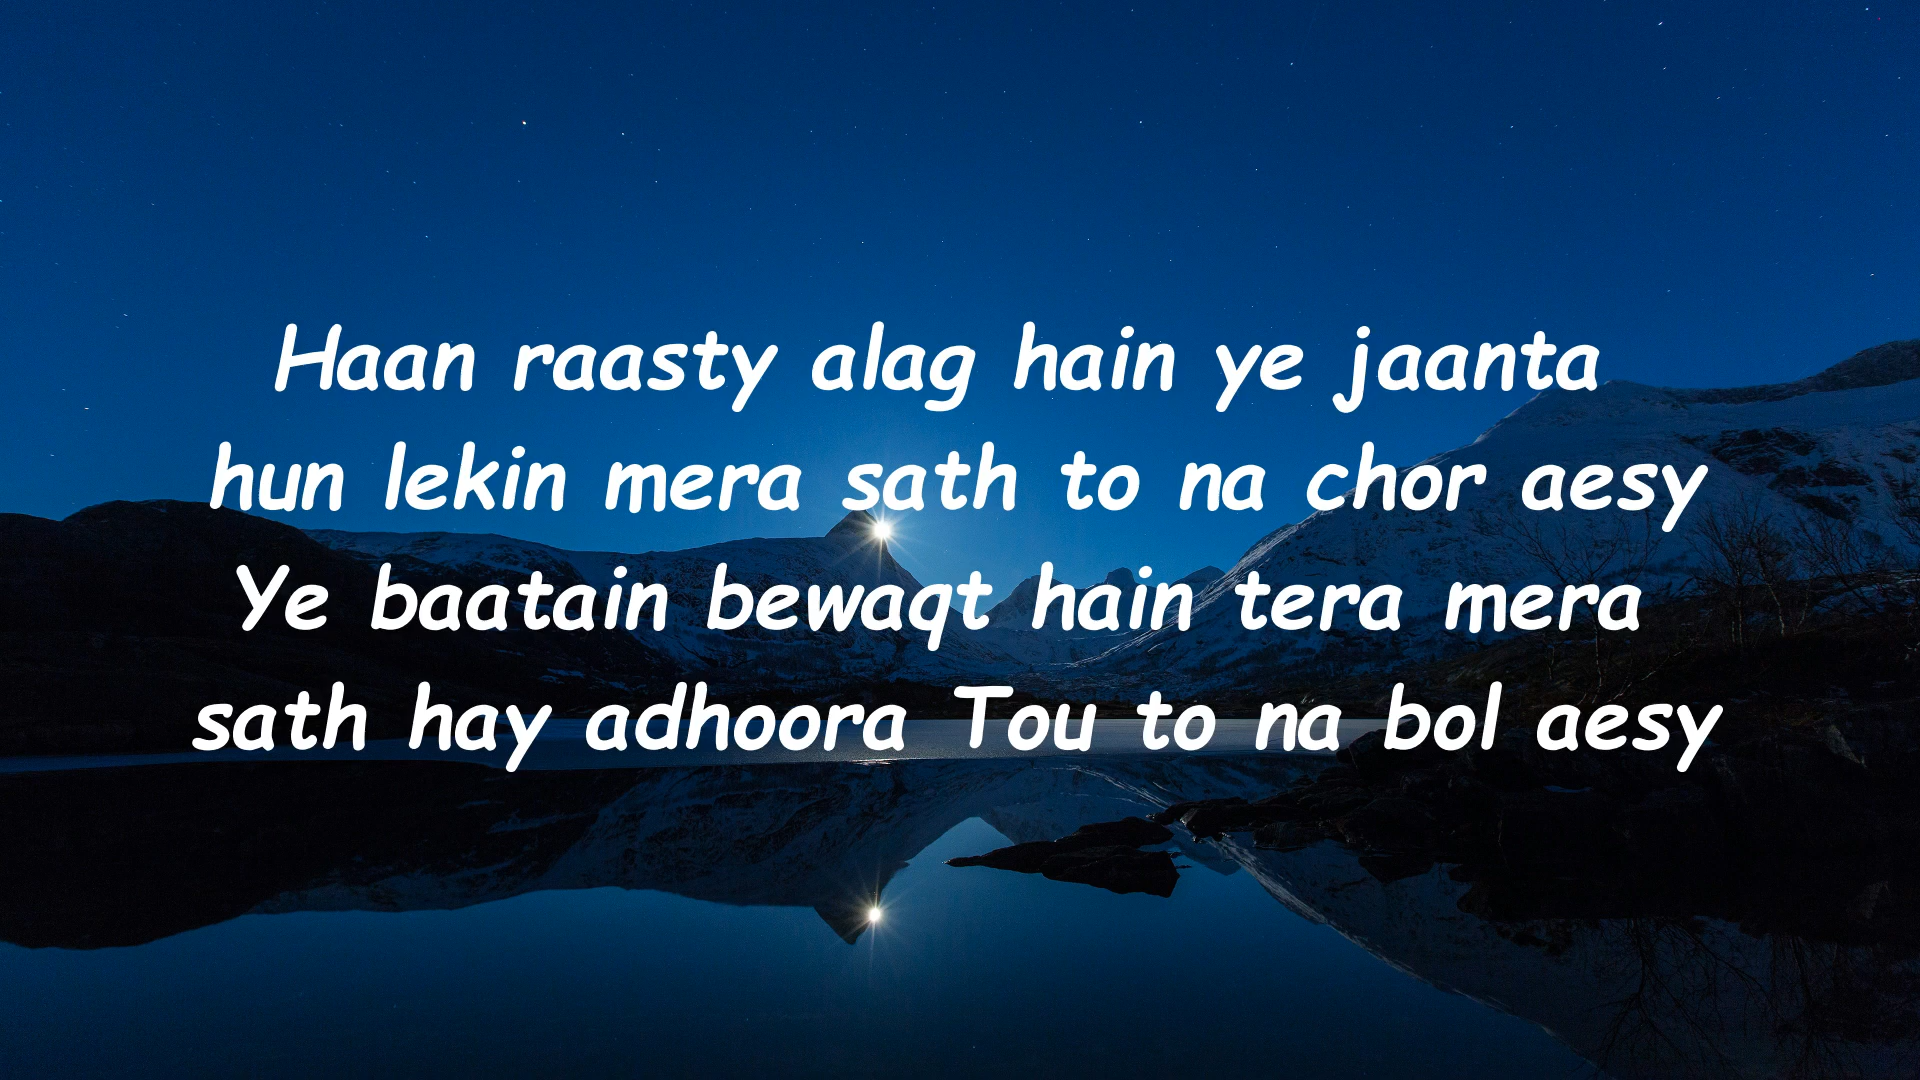 Haan raasty alag hain ye jaanta
hun lekin mera sath to na chor aesy
Ye baatain bewaqt hain tera mera
sath hay adhoora Tou to na bol aesy